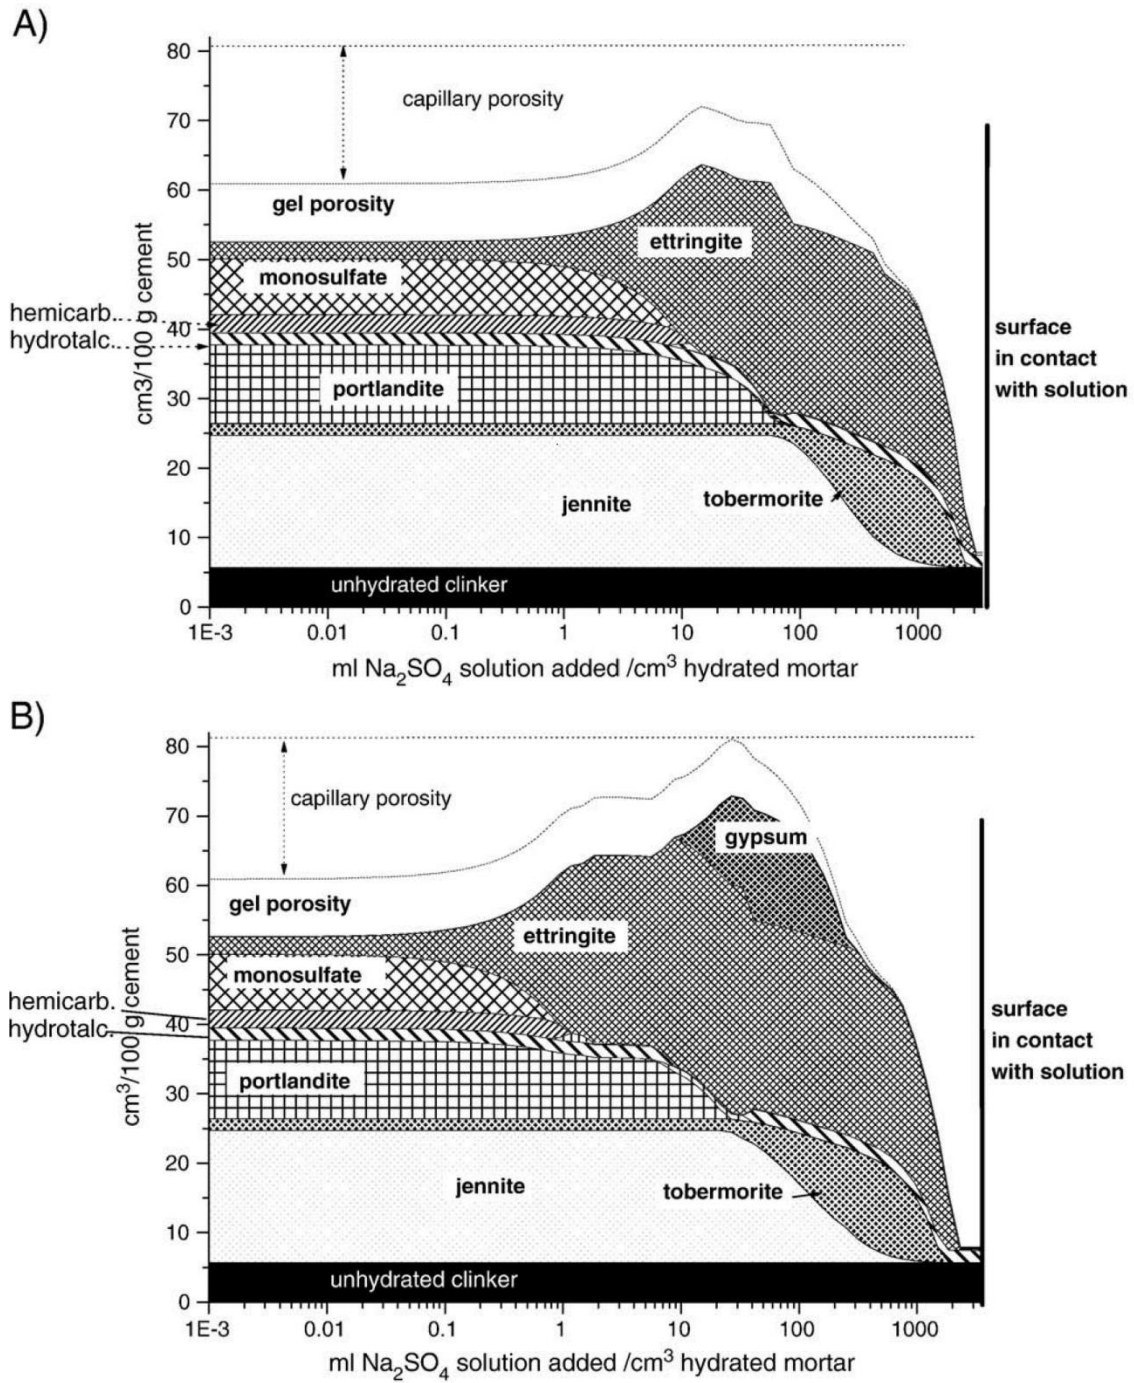 A)
80
capillary porosity
70
60
gel porosity
ettringite
50
monosulfate
hemicarb.
40
surface
hydrotalc.
in contact
cm3/100 g cement
with solution
portlandite
30
20
tobermorite
jennite
10
unhydrated clinker
0
1E-3 0.01 0.1 1 10 100 1000
ml Na2SO4 solution added /cm3 hydrated mortar
B)
80
capillary porosity
70
gypsum
60
gel porosity
ettringite
50
monosulfate
hemicarb.
surface
hydrotalc.
40
in contact
cm3/100 g cement
with solution
portlandite
30
20
jennite
tobermorite
10
unhydrated clinker
0
1E-3 0.01 0.1 1 10 100 1000
ml Na2SO4 solution added /cm3 hydrated mortar